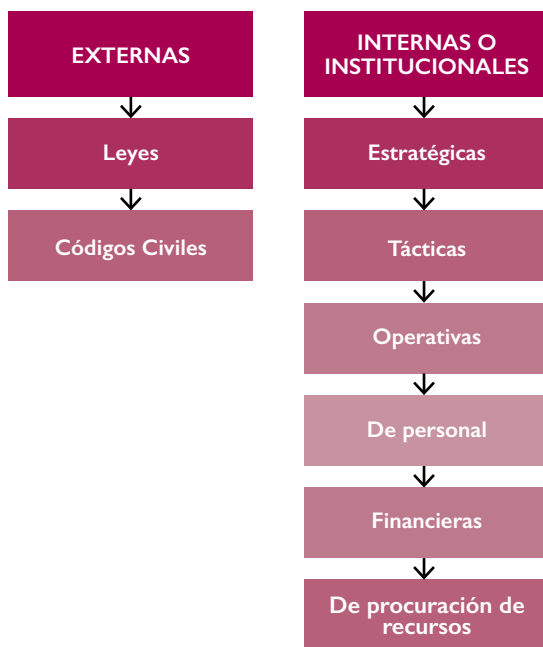 EXTERNAS
Leyes
Códigos Civiles
INTERNAS O
INSTITUCIONALES
Estratégicas
Tácticas
Operativas
De personal
Financieras
De procuración de
recursos